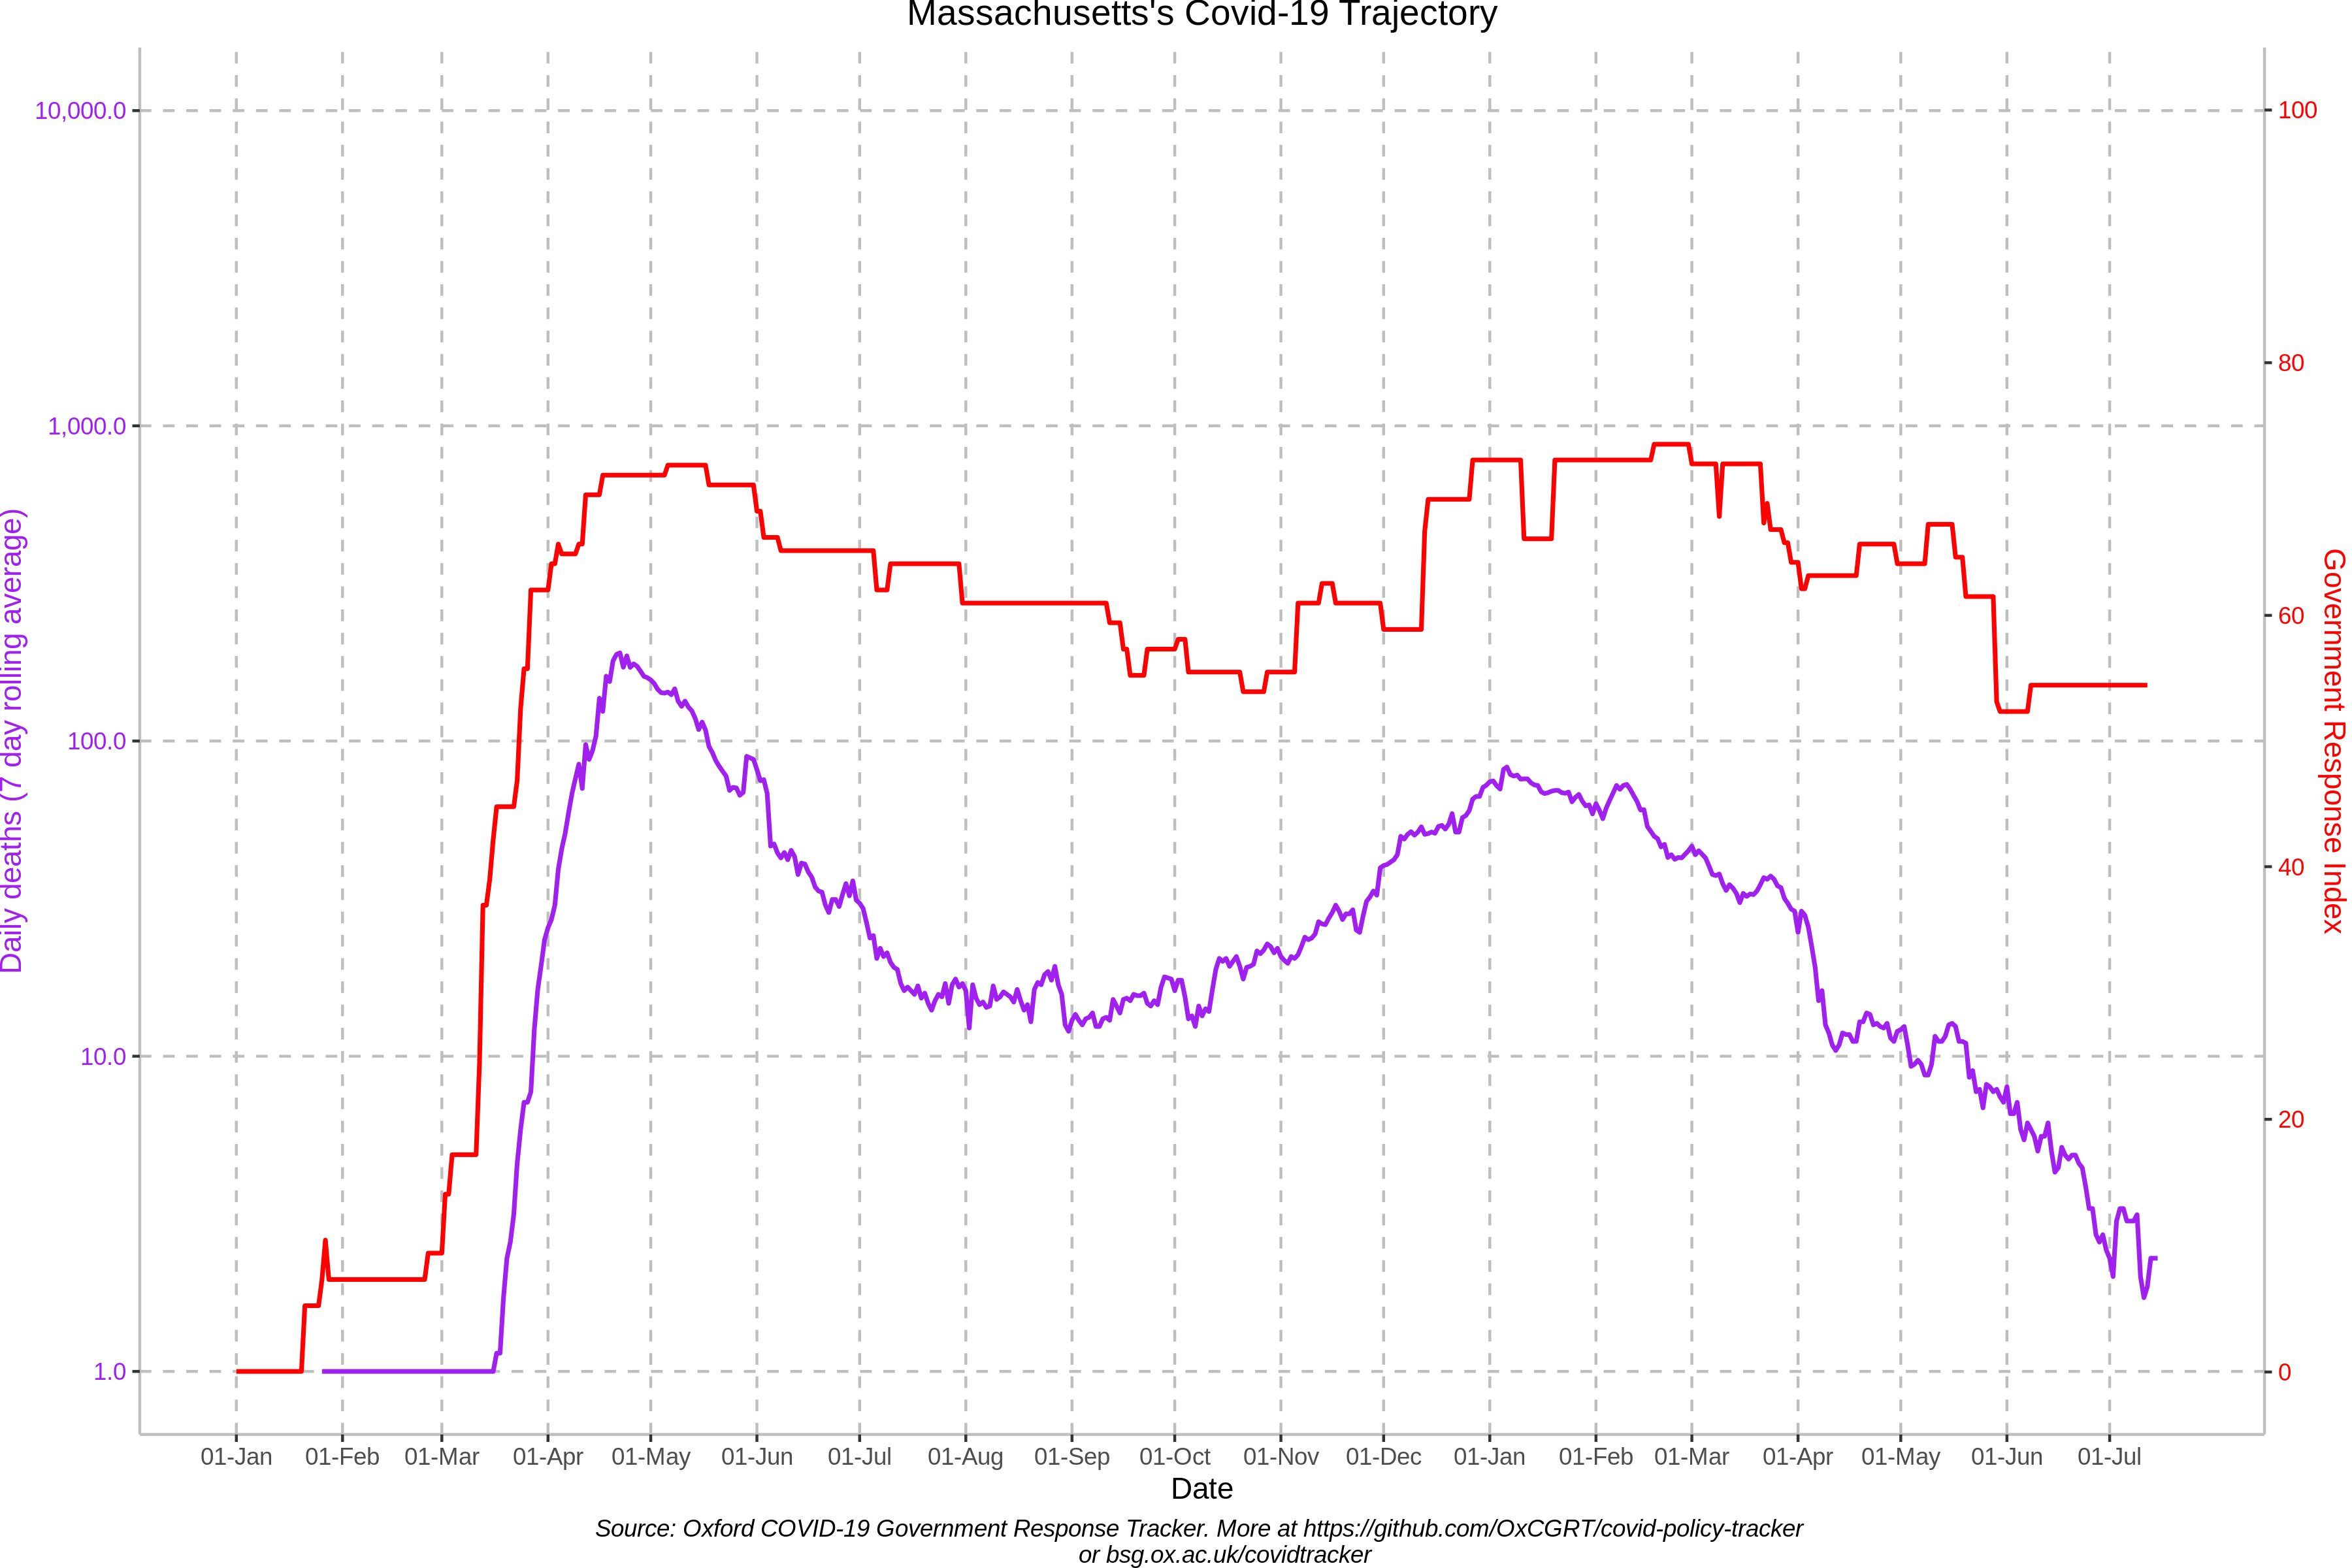 Massachusetts's Covid-19 Trajectory
10,000.0
1,000.0
100.0
10.0
1.0
Daily deaths (7 day rolling average)
100
80
60
40
20
0
Government Response Index
01-Jan 01-Feb 01-Mar 01-Apr 01-May 01-Jun 01-Jul 01-Aug 01-Sep 01-Oct 01-Nov 01-Dec 01-Jan 01-Feb 01-Mar 01-Apr 01-May 01-Jun 01-Jul
Date
Source: Oxford COVID-19 Government Response Tracker. More at https://github.com/OxCGRT/covid-policy-tracker
or bsg.ox.ac.uk/covidtracker